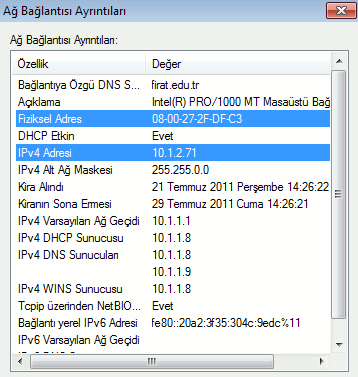 Ağ Bağlantısı Ayrıntıları
Ağ Bağlantısı Ayrıntıları:
Özellik Değer
Bağlantıya Özgü DNS S... firat.edu.tr
Açıklama Intel(R) PRO/1000 MT Masaüstü Bağ
Fiziksel Adres 08-00-27-2F-DF-C3
DHCP Etkin Evet
IPv4 Adresi 10.1.2.71
IPv4 Alt Ağ Maskesi 255.255.0.0
Kira Alındı 21 Temmuz 2011 Perşembe 14:26:22
Kiranın Sona Ermesi 29 Temmuz 2011 Cuma 14:26:21
IPv4 Varsayılan Ağ Geçidi 10.1.1.1
IPv4 DHCP Sunucusu 10.1.1.8
IPv4 DNS Sunucuları 10.1.1.8
10.1.1.9
IPv4 WINS Sunucusu 10.1.1.8
Tcpip üzerinden NetBIO... Evet
Bağlantı yerel IPv6 Adresi fe80::20a2:3f35:304c:9edc%11
IPv6 Varsayılan Ağ Geçidi